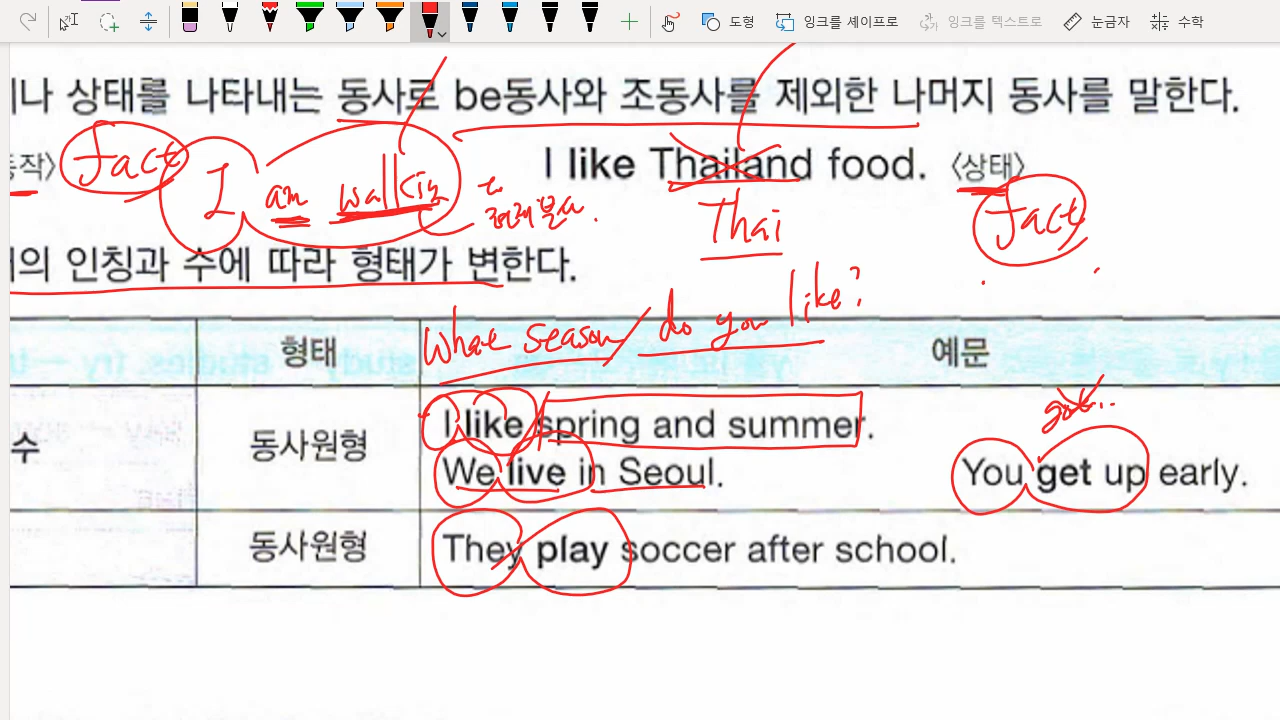 도형 잉크를 셰이프로 잉크를 텍스트로 눈금자 수학
나 상태를 나타내는 동사로 be동사와 조동사를 제외한 나머지 동사를 말한다.
작〉 fact I am walking I like Thailand food. 〈상태〉
Thai fact
의 인칭과 수에 따라 형태가 변한다.
What season do you like?
형태 예문
수 동사원형 I like spring and summer.
We live in Seoul. You get up early.
동사원형 They play soccer after school.